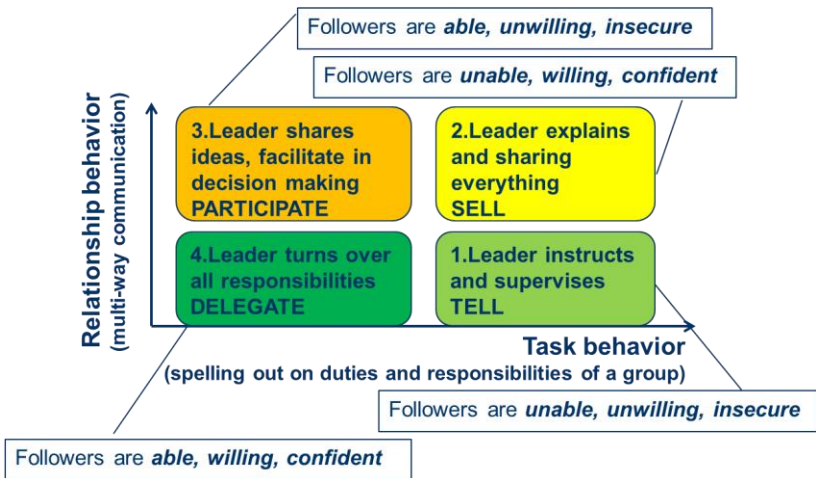 Followers are able, unwilling, insecure
Followers are unable, willing, confident
Relationship behavior
(multi-way communication)
3.Leader shares
ideas, facilitate in
decision making
PARTICIPATE
2.Leader explains
and sharing
everything
SELL
4.Leader turns over
all responsibilities
DELEGATE
1.Leader instructs
and supervises
TELL
Task behavior
(spelling out on duties and responsibilities of a group)
Followers are unable, unwilling, insecure
Followers are able, willing, confident